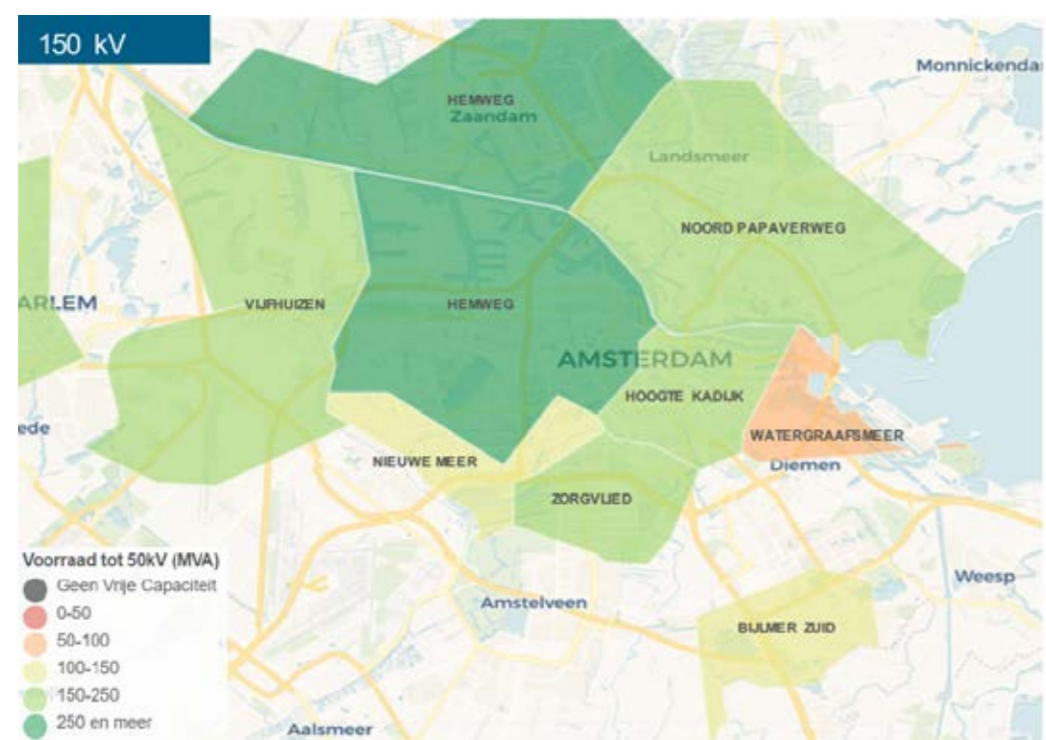 150 kV
Monnickenda
HEMWEG
Zaandam
Landsmeer
NOORD PAPAVERWEG
ARLEM
VIJFHUIZEN
HEMWEG
AMSTERDAM
HOOGTE KADIJK
ede
WATERGRAAFSMEER
NIEUWE MEER
Diemen
ZORGVLIED
Voorraad tot 50kV (MVA)
Geen Vrije Capaciteit
0-50
50-100
100-150
150-250
250 en meer
Weesp
Amstelveen
BIJLMER ZUID
Aalsmeer